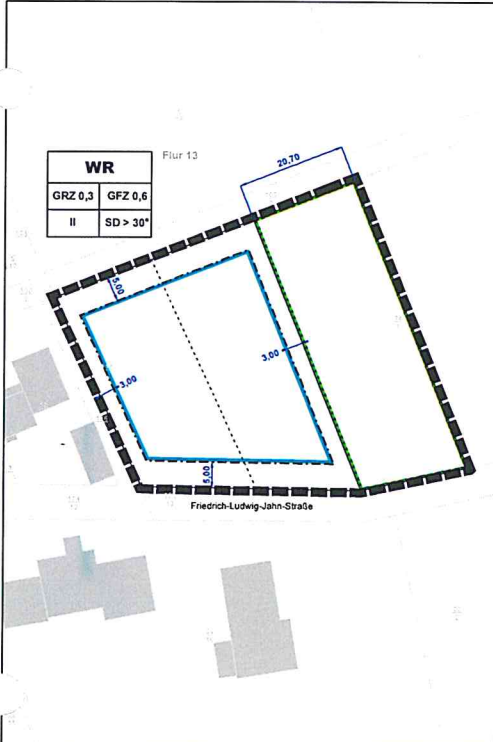 Flur 13
WR
GRZ 0,3 GFZ 0,6
II SD > 30°
20,70
5,00
3,00
3,00
5,00
Friedrich-Ludwig-Jahn-Straße